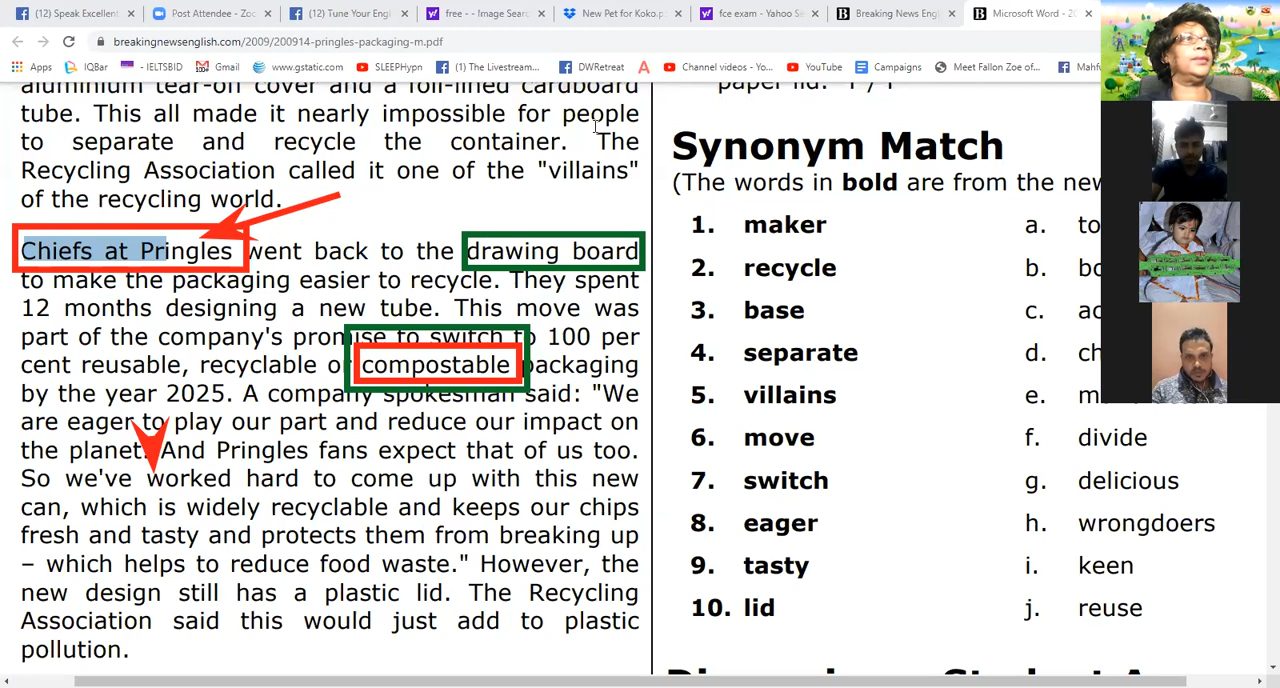 (12) Speak Excellent
Post Attendee - Zoo
(12) Tune Your Engl
free - - Image Searc
New Pet for Koko.p
fce exam - Yahoo Se
Breaking News Engl
Microsoft Word - 20
breakingnewsenglish.com/2009/200914-pringles-packaging-m.pdf
Apps
IQBar
- IELTSBID
Gmail
www.gstatic.com
SLEEPHypn
(1) The Livestream...
DWRetreat
Channel videos - Yo...
YouTube
Campaigns
Meet Fallon Zoe of...
Mahfu
aluminium tear-off cover and a foil-lined cardboard
tube. This all made it nearly impossible for people
to separate and recycle the container. The
Recycling Association called it one of the "villains"
of the recycling world.
Chiefs at Pringles went back to the drawing board
to make the packaging easier to recycle. They spent
12 months designing a new tube. This move was
part of the company's promise to switch to 100 per
cent reusable, recyclable or compostable packaging
by the year 2025. A company spokesman said: "We
are eager to play our part and reduce our impact on
the planet. And Pringles fans expect that of us too.
So we've worked hard to come up with this new
can, which is widely recyclable and keeps our chips
fresh and tasty and protects them from breaking up
– which helps to reduce food waste." However, the
new design still has a plastic lid. The Recycling
Association said this would just add to plastic
pollution.
paper lid. T / F
Synonym Match
(The words in bold are from the new
1. maker a. to
2. recycle b. bo
3. base c. ac
4. separate d. ch
5. villains e. m
6. move f. divide
7. switch g. delicious
8. eager h. wrongdoers
9. tasty i. keen
10. lid j. reuse